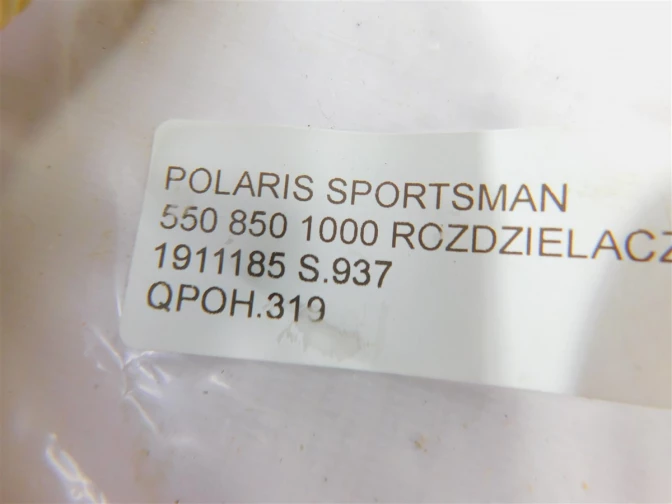 POLARIS SPORTSMAN
550 850 1000 ROZDZIELACZ
1911185 S.937
QPOH.319